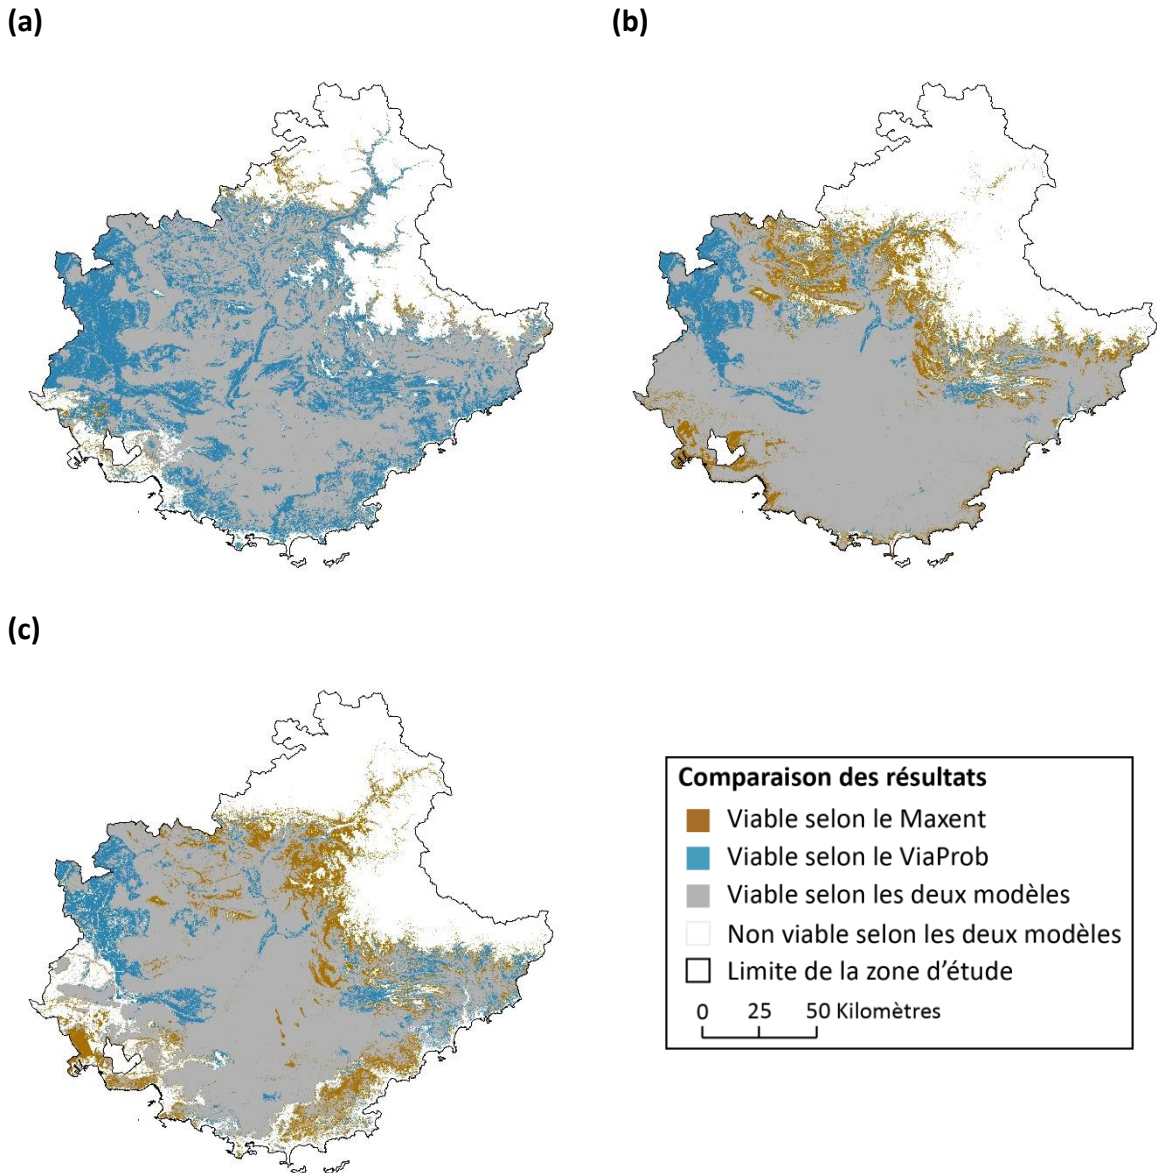 (a)
(b)
(c)
Comparaison des résultats
Viable selon le Maxent
Viable selon le ViaProb
Viable selon les deux modèles
Non viable selon les deux modèles
Limite de la zone d'étude
0 25 50 Kilomètres